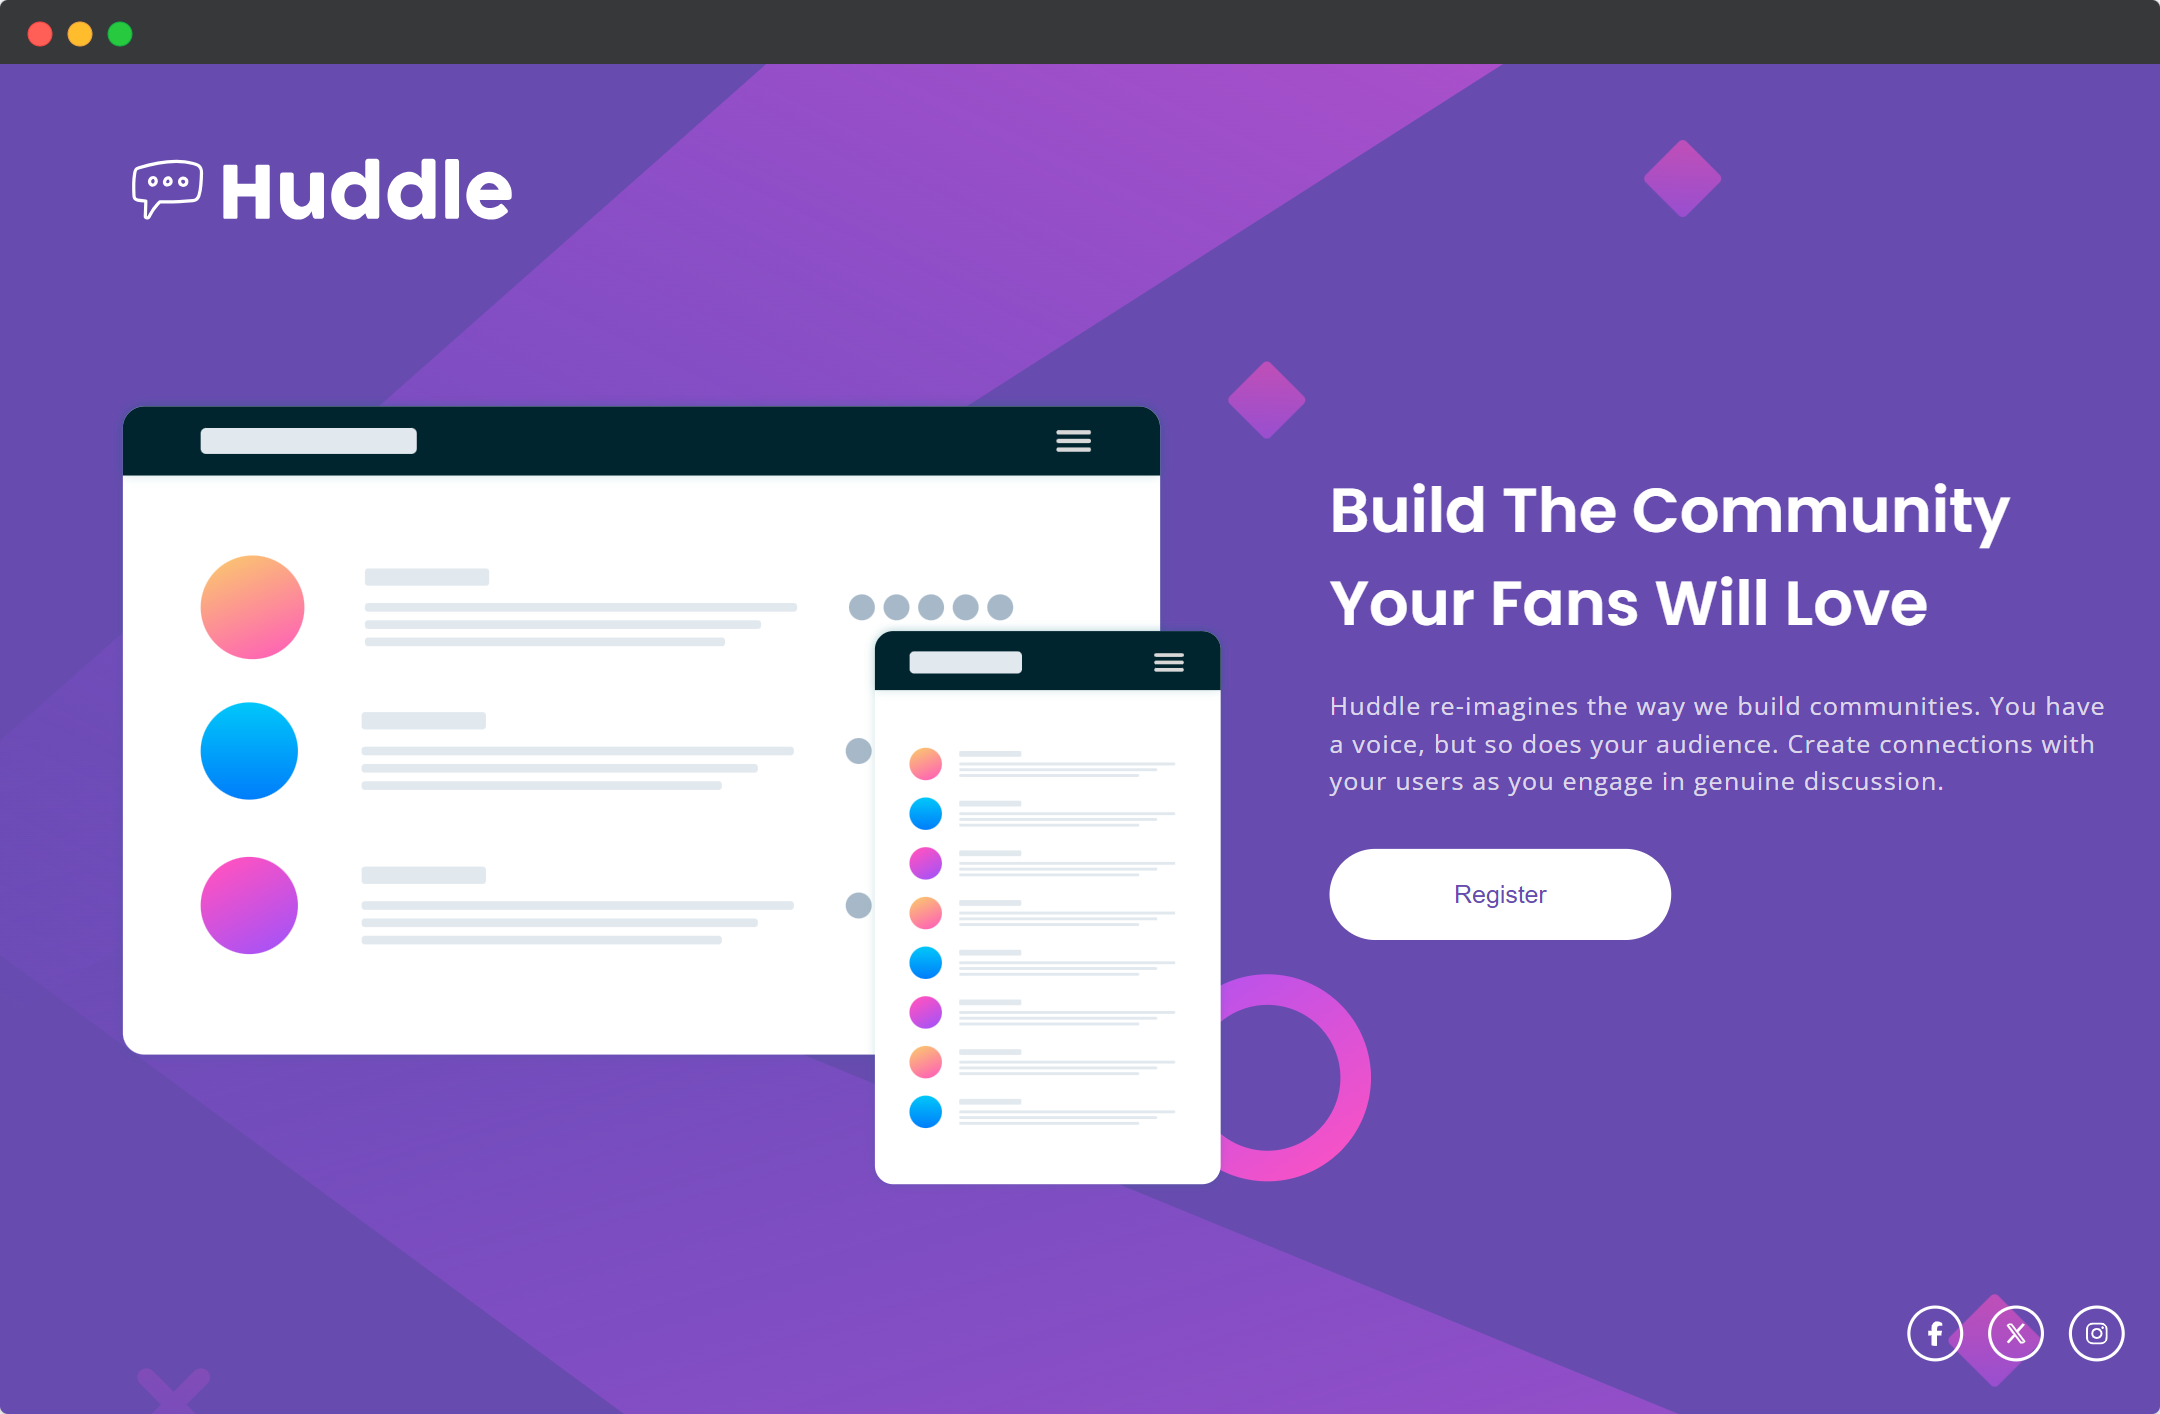 Huddle
Build The Community
Your Fans Will Love
Huddle re-imagines the way we build communities. You have
a voice, but so does your audience. Create connections with
your users as you engage in genuine discussion.
Register